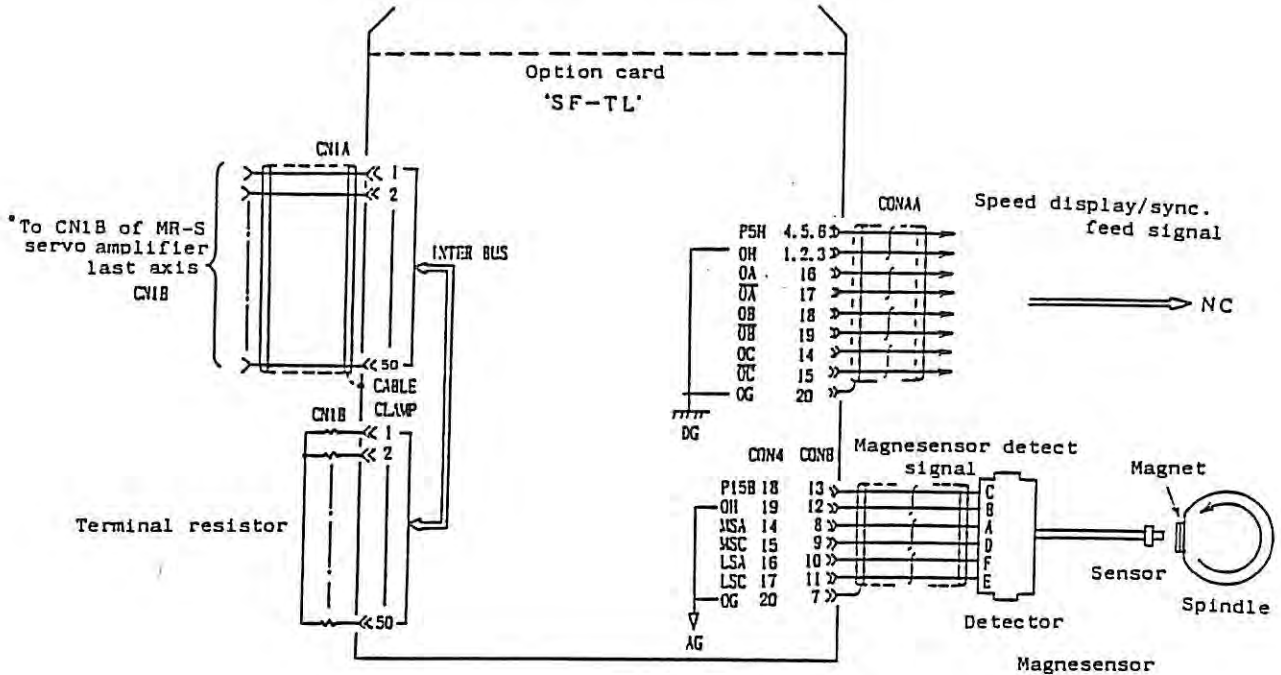 Option card
'SF-TL'
CN1A
1
2
*To CN1B of MR-S
servo amplifier
last axis
CN1B
INTER BUS
50
CABLE
CLAMP
CN1B
1
2
Terminal resistor
50
CONAA
Speed display/sync.
feed signal
P5H 4.5.6
OH 1.2.3
OA 16
O̅A̅ 17
OB 18
O̅B̅ 19
OC 14
O̅C̅ 15
OG 20
DG
NC
CON4 CON8
Magnesensor detect
signal
P15B 18 13 C
OH 19 12 B
MSA 14 8 A
MSC 15 9 D
LSA 16 10 F
LSC 17 11 E
OG 20 7
AG
Magnet
Sensor
Spindle
Detector
Magnesensor